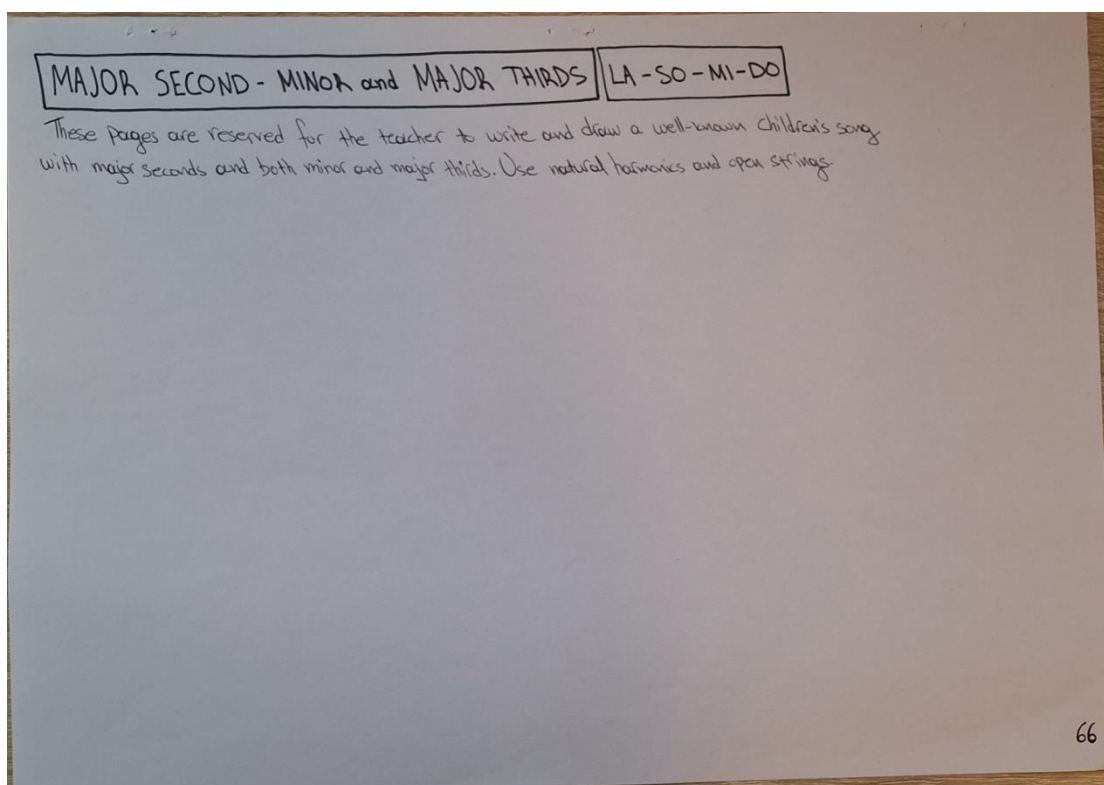 MAJOR SECOND - MINOR and MAJOR THIRDS LA-SO-MI-DO
These pages are reserved for the teacher to write and draw a well-known children's song
with major seconds and both minor and major thirds. Use natural harmonics and open strings.
66